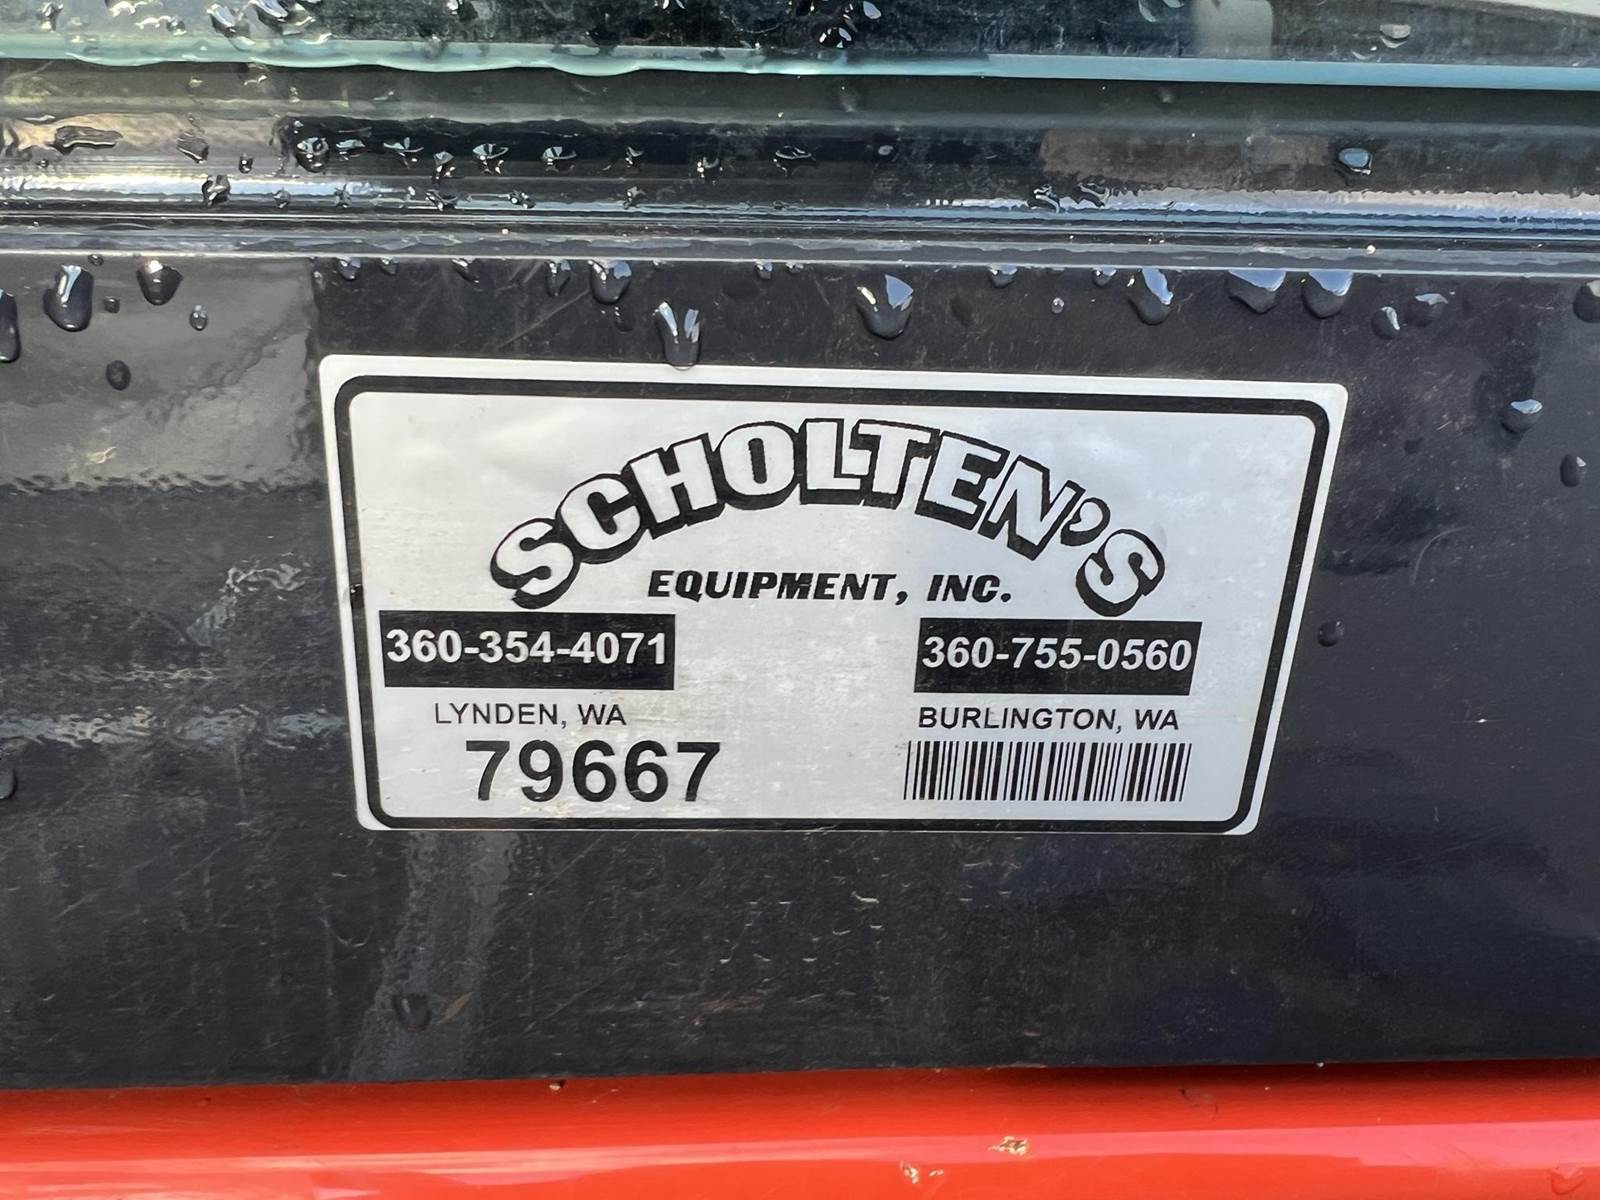 SCHOLTEN'S
EQUIPMENT, INC.
360-354-4071 360-755-0560
LYNDEN, WA BURLINGTON, WA
79667